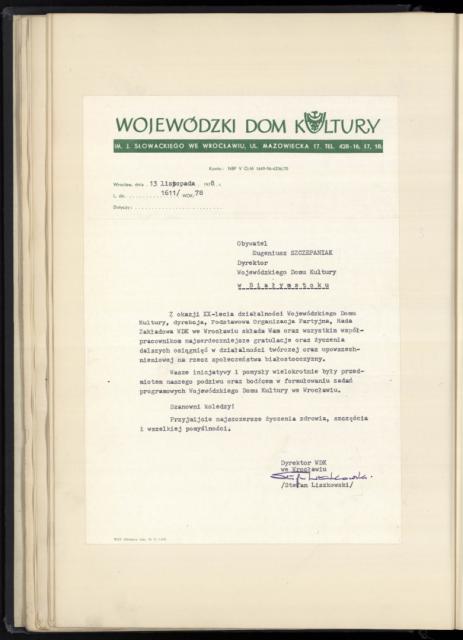 WOJEWÓDZKI DOM KULTURY
IM. J. SŁOWACKIEGO WE WROCŁAWIU, UL. MAZOWIECKA 17, TEL. 428-16, 17, 18.
Konto: NBP V O/M
Wrocław, dnia 13 listopada 1978 r.
L. dz. 1611/ WDK/78
Dotyczy:
Obywatel
Eugeniusz SZCZEPANIAK
Dyrektor
Wojewódzkiego Domu Kultury
w Białymstoku
Z okazji XX-lecia działalności Wojewódzkiego Domu
Kultury, dyrekcja, Podstawowa Organizacja Partyjna, Rada
Zakładowa WDK we Wrocławiu składa Wam oraz wszystkim współ-
pracownikom najserdeczniejsze gratulacje oraz życzenia
dalszych osiągnięć w działalności twórczej oraz upowszech-
nieniowej na rzecz społeczeństwa białostocczyzny.
Wasze inicjatywy i pomysły wielokrotnie były przed-
miotem naszego podziwu oraz bodźcem w formułowaniu zadań
programowych Wojewódzkiego Domu Kultury we Wrocławiu.
Szanowni koledzy!
Przyjmijcie najszczersze życzenia zdrowia, szczęścia
i wszelkiej pomyślności.
Dyrektor WDK
we Wrocławiu
/Stefan Liszkowski/